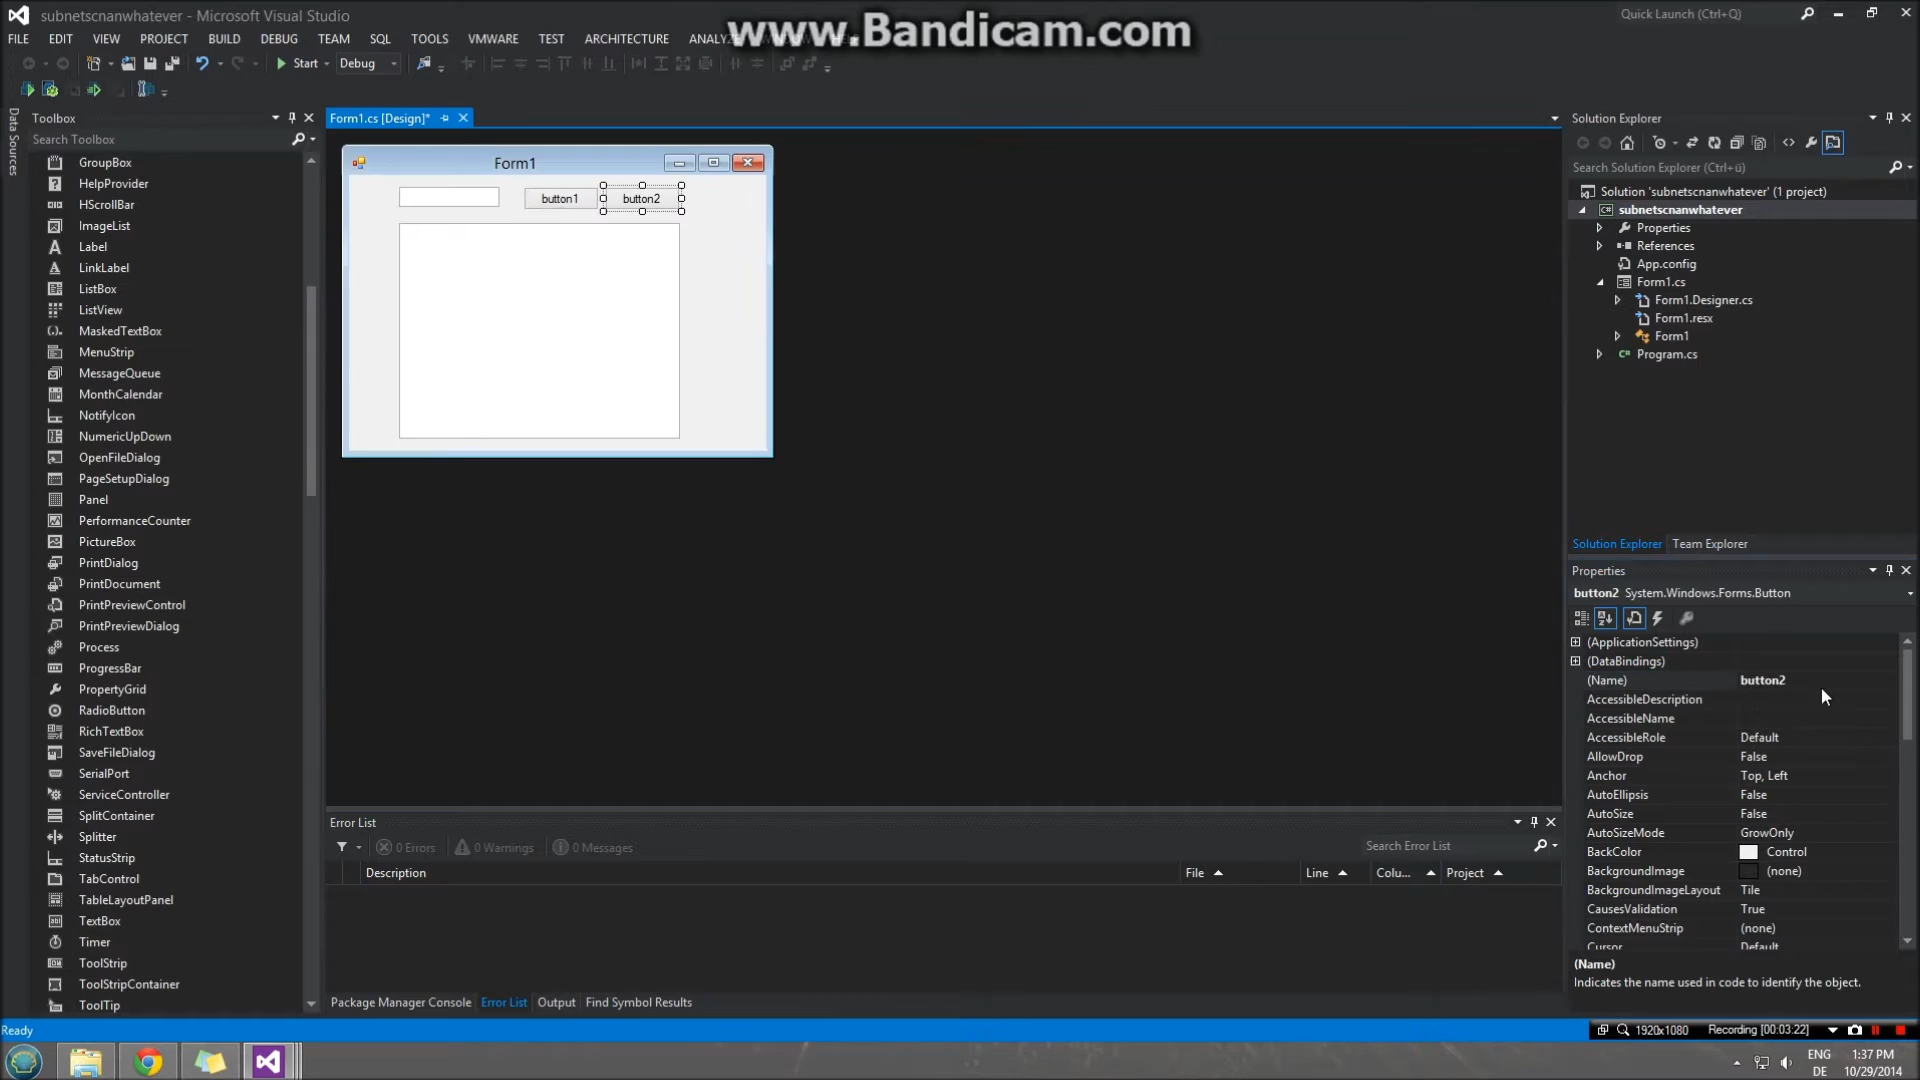 subnetscnanwhatever - Microsoft Visual Studio
www.Bandicam.com
Quick Launch (Ctrl+Q)
FILE EDIT VIEW PROJECT BUILD DEBUG TEAM SQL TOOLS VMWARE TEST ARCHITECTURE ANALYZE
Start Debug
Data Sources
Toolbox
Search Toolbox
GroupBox
HelpProvider
HScrollBar
ImageList
Label
LinkLabel
ListBox
ListView
MaskedTextBox
MenuStrip
MessageQueue
MonthCalendar
NotifyIcon
NumericUpDown
OpenFileDialog
PageSetupDialog
Panel
PerformanceCounter
PictureBox
PrintDialog
PrintDocument
PrintPreviewControl
PrintPreviewDialog
Process
ProgressBar
PropertyGrid
RadioButton
RichTextBox
SaveFileDialog
SerialPort
ServiceController
SplitContainer
Splitter
StatusStrip
TabControl
TableLayoutPanel
TextBox
Timer
ToolStrip
ToolStripContainer
ToolTip
Form1.cs [Design]*
Form1
button1 button2
Error List
0 Errors 0 Warnings 0 Messages
Search Error List
Description File Line Colu... Project
Package Manager Console Error List Output Find Symbol Results
Solution Explorer
Search Solution Explorer (Ctrl+ü)
Solution 'subnetscnanwhatever' (1 project)
subnetscnanwhatever
Properties
References
App.config
Form1.cs
Form1.Designer.cs
Form1.resx
Form1
Program.cs
Solution Explorer Team Explorer
Properties
button2 System.Windows.Forms.Button
(ApplicationSettings)
(DataBindings)
(Name) button2
AccessibleDescription
AccessibleName
AccessibleRole Default
AllowDrop False
Anchor Top, Left
AutoEllipsis False
AutoSize False
AutoSizeMode GrowOnly
BackColor Control
BackgroundImage (none)
BackgroundImageLayout Tile
CausesValidation True
ContextMenuStrip (none)
Cursor Default
(Name)
Indicates the name used in code to identify the object.
Ready
1920x1080 Recording [00:03:22]
ENG 1:37 PM
DE 10/29/2014